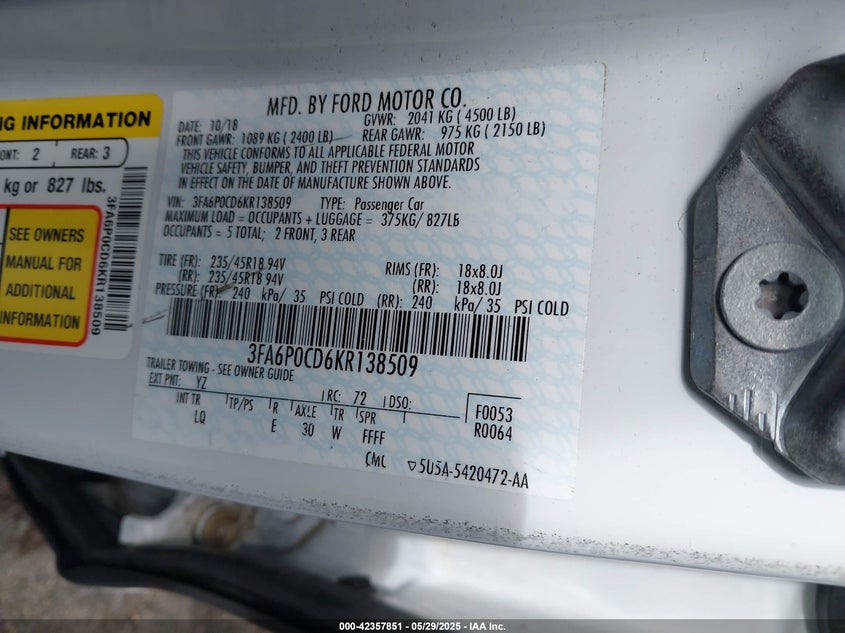 NG INFORMATION
ONT: 2 REAR: 3
kg or 827 lbs.
SEE OWNERS
MANUAL FOR
ADDITIONAL
INFORMATION
3FA6P0CD6KR138509
MFD. BY FORD MOTOR CO.
DATE: 10/18 GVWR: 2041 KG ( 4500 LB)
FRONT GAWR: 1089 KG ( 2400 LB) REAR GAWR: 975 KG ( 2150 LB)
THIS VEHICLE CONFORMS TO ALL APPLICABLE FEDERAL MOTOR
VEHICLE SAFETY, BUMPER, AND THEFT PREVENTION STANDARDS
IN EFFECT ON THE DATE OF MANUFACTURE SHOWN ABOVE.
VIN: 3FA6P0CD6KR138509 TYPE: Passenger Car
MAXIMUM LOAD = OCCUPANTS + LUGGAGE = 375KG/ 827LB
OCCUPANTS = 5 TOTAL; 2 FRONT, 3 REAR
TIRE (FR): 235/45R18 94V RIMS (FR): 18x8.0J
(RR): 235/45R18 94V (RR): 18x8.0J
PRESSURE (FR): 240 kPa/ 35 PSI COLD (RR): 240 kPa/ 35 PSI COLD
3FA6P0CD6KR138509
TRAILER TOWING - SEE OWNER GUIDE
EXT PNT: YZ RC: 72 DSO: F0053
INT TR TP/PS R AXLE TR SPR R0064
LQ E 30 W FFFF
CML 5U5A-5420472-AA
000-42357851 - 05/29/2025 - IAA Inc.